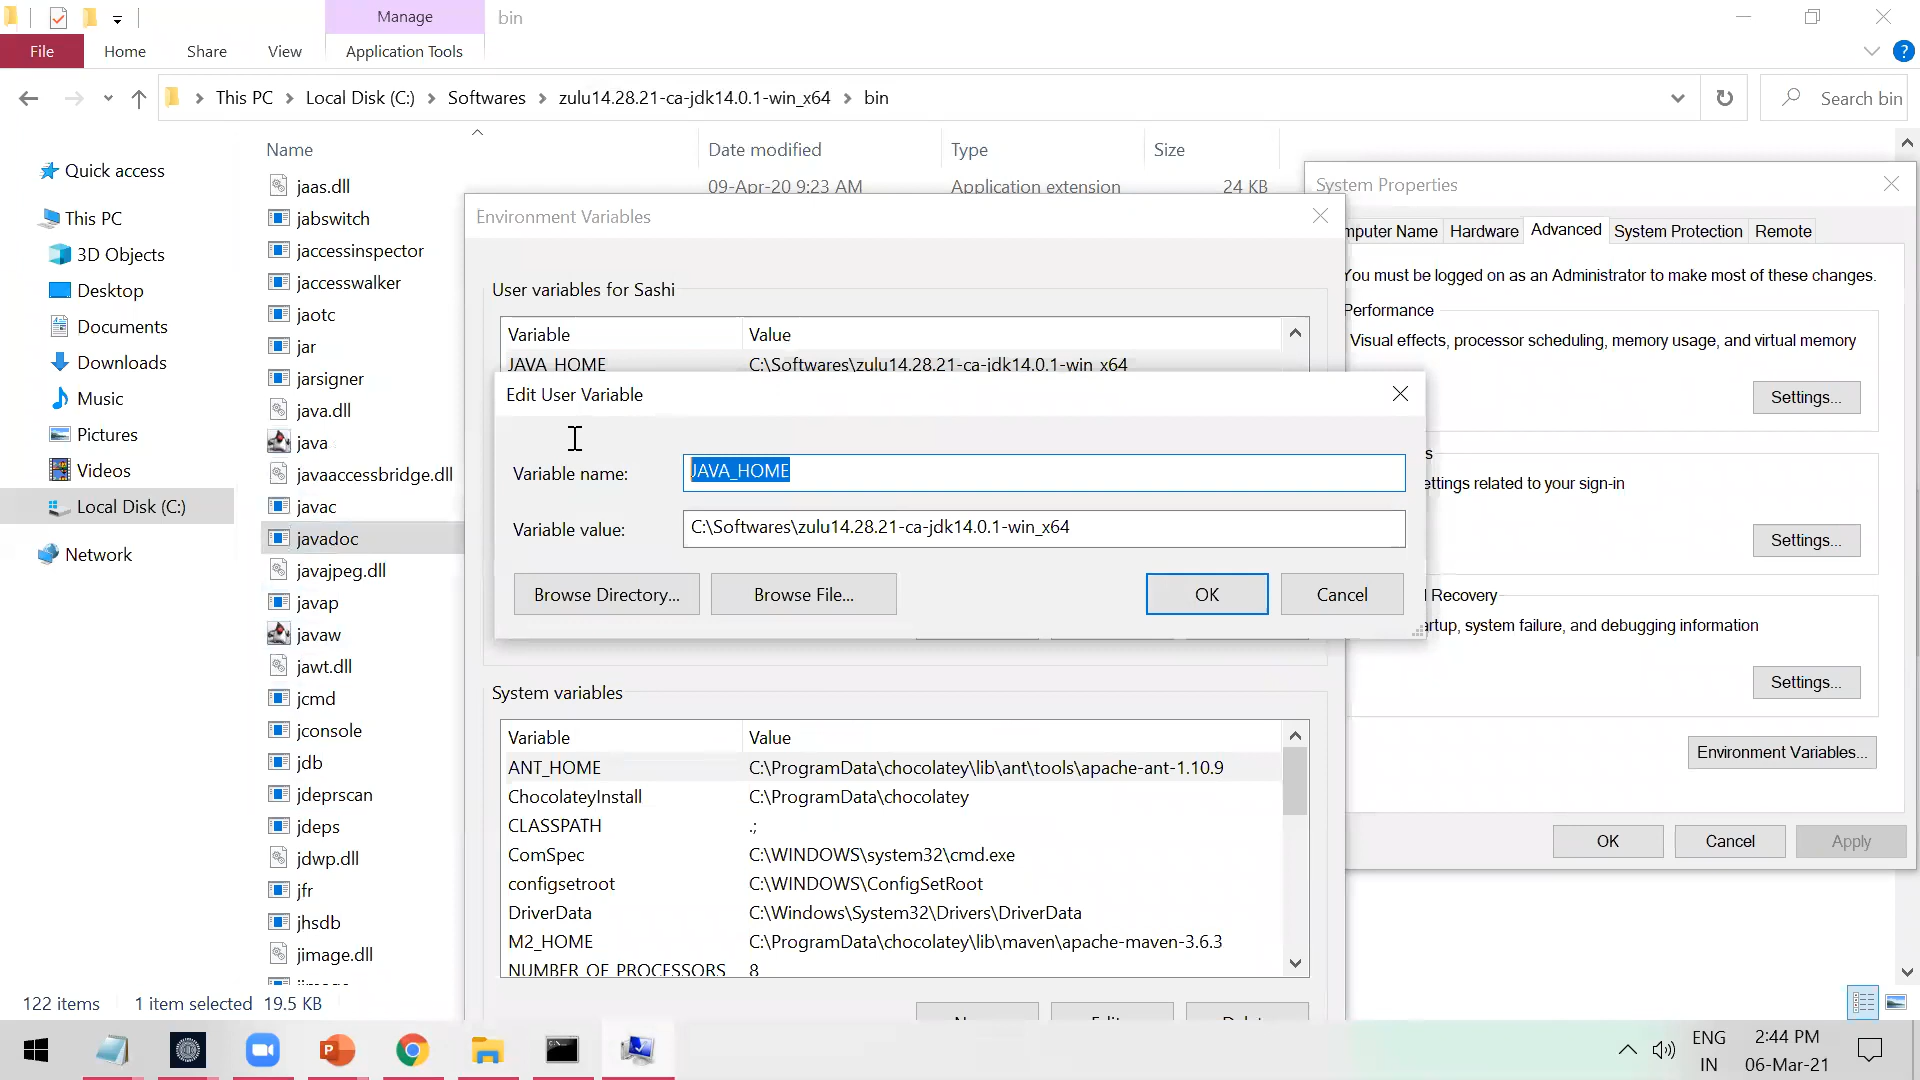 Manage
bin
File
Home
Share
View
Application Tools
This PC
Local Disk (C:)
Softwares
zulu14.28.21-ca-jdk14.0.1-win_x64
bin
Search bin
Name
Date modified
Type
Size
Quick access
This PC
3D Objects
Desktop
Documents
Downloads
Music
Pictures
Videos
Local Disk (C:)
Network
jaas.dll
09-Apr-20 9:23 AM
Application extension
24 KB
jabswitch
jaccessinspector
jaccesswalker
jaotc
jar
jarsigner
java.dll
java
javaaccessbridge.dll
javac
javadoc
javajpeg.dll
javap
javaw
jawt.dll
jcmd
jconsole
jdb
jdeprscan
jdeps
jdwp.dll
jfr
jhsdb
jimage.dll
122 items
1 item selected 19.5 KB
Environment Variables
User variables for Sashi
Variable
Value
JAVA_HOME
C:\Softwares\zulu14.28.21-ca-jdk14.0.1-win_x64
Edit User Variable
Variable name:
JAVA_HOME
Variable value:
C:\Softwares\zulu14.28.21-ca-jdk14.0.1-win_x64
Browse Directory...
Browse File...
OK
Cancel
System variables
Variable
Value
ANT_HOME
C:\ProgramData\chocolatey\lib\ant\tools\apache-ant-1.10.9
ChocolateyInstall
C:\ProgramData\chocolatey
CLASSPATH
.;
ComSpec
C:\WINDOWS\system32\cmd.exe
configsetroot
C:\WINDOWS\ConfigSetRoot
DriverData
C:\Windows\System32\Drivers\DriverData
M2_HOME
C:\ProgramData\chocolatey\lib\maven\apache-maven-3.6.3
NUMBER_OF_PROCESSORS
8
System Properties
mputer Name
Hardware
Advanced
System Protection
Remote
You must be logged on as an Administrator to make most of these changes.
Performance
Visual effects, processor scheduling, memory usage, and virtual memory
Settings...
s
ettings related to your sign-in
Settings...
Recovery
artup, system failure, and debugging information
Settings...
Environment Variables...
OK
Cancel
Apply
ENG
IN
2:44 PM
06-Mar-21